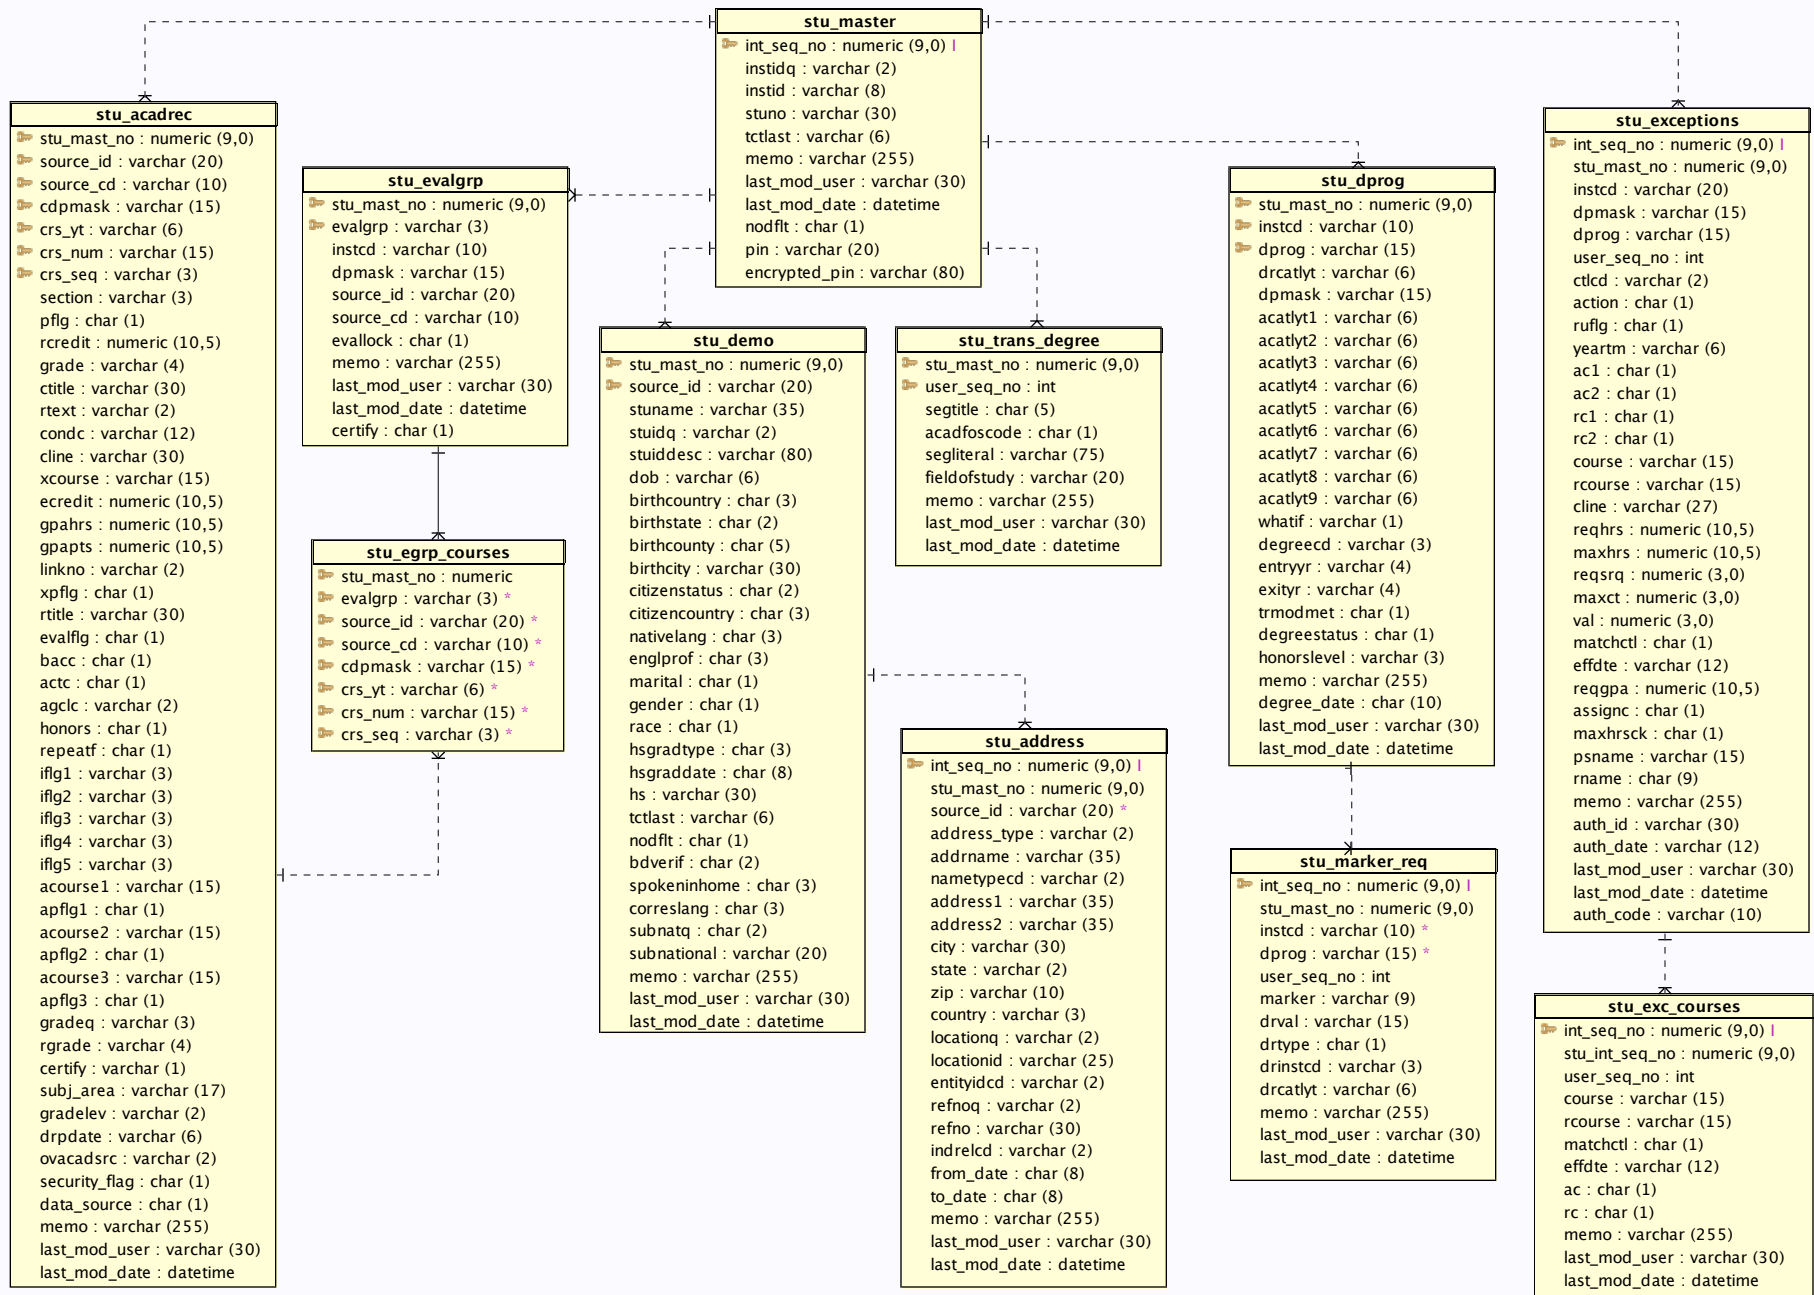 stu_master
int_seq_no : numeric (9,0) I
instidq : varchar (2)
instid : varchar (8)
stuno : varchar (30)
tctlast : varchar (6)
memo : varchar (255)
last_mod_user : varchar (30)
last_mod_date : datetime
nodflt : char (1)
pin : varchar (20)
encrypted_pin : varchar (80)
stu_acadrec
stu_mast_no : numeric (9,0)
source_id : varchar (20)
source_cd : varchar (10)
cdpmask : varchar (15)
crs_yt : varchar (6)
crs_num : varchar (15)
crs_seq : varchar (3)
section : varchar (3)
pflg : char (1)
rcredit : numeric (10,5)
grade : varchar (4)
ctitle : varchar (30)
rtext : varchar (2)
condc : varchar (12)
cline : varchar (30)
xcourse : varchar (15)
ecredit : numeric (10,5)
gpahrs : numeric (10,5)
gpapts : numeric (10,5)
linkno : varchar (2)
xpflg : char (1)
rtitle : varchar (30)
evalflg : char (1)
bacc : char (1)
actc : char (1)
agclc : varchar (2)
honors : char (1)
repeatf : char (1)
iflg1 : varchar (3)
iflg2 : varchar (3)
iflg3 : varchar (3)
iflg4 : varchar (3)
iflg5 : varchar (3)
acourse1 : varchar (15)
apflg1 : char (1)
acourse2 : varchar (15)
apflg2 : char (1)
acourse3 : varchar (15)
apflg3 : char (1)
gradeq : varchar (3)
rgrade : varchar (4)
certify : varchar (1)
subj_area : varchar (17)
gradelev : varchar (2)
drpdate : varchar (6)
ovacadsrc : varchar (2)
security_flag : char (1)
data_source : char (1)
memo : varchar (255)
last_mod_user : varchar (30)
last_mod_date : datetime
stu_evalgrp
stu_mast_no : numeric (9,0)
evalgrp : varchar (3)
instcd : varchar (10)
dpmask : varchar (15)
source_id : varchar (20)
source_cd : varchar (10)
evallock : char (1)
memo : varchar (255)
last_mod_user : varchar (30)
last_mod_date : datetime
certify : char (1)
stu_egrp_courses
stu_mast_no : numeric
evalgrp : varchar (3) *
source_id : varchar (20) *
source_cd : varchar (10) *
cdpmask : varchar (15) *
crs_yt : varchar (6) *
crs_num : varchar (15) *
crs_seq : varchar (3) *
stu_demo
stu_mast_no : numeric (9,0)
source_id : varchar (20)
stuname : varchar (35)
stuidq : varchar (2)
stuiddesc : varchar (80)
dob : varchar (6)
birthcountry : char (3)
birthstate : char (2)
birthcounty : char (5)
birthcity : varchar (30)
citizenstatus : char (2)
citizencountry : char (3)
nativelang : char (3)
englprof : char (3)
marital : char (1)
gender : char (1)
race : char (1)
hsgradtype : char (3)
hsgraddate : char (8)
hs : varchar (30)
tctlast : varchar (6)
nodflt : char (1)
bdverif : char (2)
spokeninhome : char (3)
correslang : char (3)
subnatq : char (2)
subnational : varchar (20)
memo : varchar (255)
last_mod_user : varchar (30)
last_mod_date : datetime
stu_trans_degree
stu_mast_no : numeric (9,0)
user_seq_no : int
segtitle : char (5)
acadfoscode : char (1)
segliteral : varchar (75)
fieldofstudy : varchar (20)
memo : varchar (255)
last_mod_user : varchar (30)
last_mod_date : datetime
stu_address
int_seq_no : numeric (9,0) I
stu_mast_no : numeric (9,0)
source_id : varchar (20) *
address_type : varchar (2)
addrname : varchar (35)
nametypecd : varchar (2)
address1 : varchar (35)
address2 : varchar (35)
city : varchar (30)
state : varchar (2)
zip : varchar (10)
country : varchar (3)
locationq : varchar (2)
locationid : varchar (25)
entityidcd : varchar (2)
refnoq : varchar (2)
refno : varchar (30)
indrelcd : varchar (2)
from_date : char (8)
to_date : char (8)
memo : varchar (255)
last_mod_user : varchar (30)
last_mod_date : datetime
stu_dprog
stu_mast_no : numeric (9,0)
instcd : varchar (10)
dprog : varchar (15)
drcatlyt : varchar (6)
dpmask : varchar (15)
acatlyt1 : varchar (6)
acatlyt2 : varchar (6)
acatlyt3 : varchar (6)
acatlyt4 : varchar (6)
acatlyt5 : varchar (6)
acatlyt6 : varchar (6)
acatlyt7 : varchar (6)
acatlyt8 : varchar (6)
acatlyt9 : varchar (6)
whatif : varchar (1)
degreecd : varchar (3)
entryyr : varchar (4)
exityr : varchar (4)
trmodmet : char (1)
degreestatus : char (1)
honorslevel : varchar (3)
memo : varchar (255)
degree_date : char (10)
last_mod_user : varchar (30)
last_mod_date : datetime
stu_marker_req
int_seq_no : numeric (9,0) I
stu_mast_no : numeric (9,0)
instcd : varchar (10) *
dprog : varchar (15) *
user_seq_no : int
marker : varchar (9)
drval : varchar (15)
drtype : char (1)
drinstcd : varchar (3)
drcatlyt : varchar (6)
memo : varchar (255)
last_mod_user : varchar (30)
last_mod_date : datetime
stu_exceptions
int_seq_no : numeric (9,0) I
stu_mast_no : numeric (9,0)
instcd : varchar (20)
dpmask : varchar (15)
dprog : varchar (15)
user_seq_no : int
ctlcd : varchar (2)
action : char (1)
ruflg : char (1)
yeartm : varchar (6)
ac1 : char (1)
ac2 : char (1)
rc1 : char (1)
rc2 : char (1)
course : varchar (15)
rcourse : varchar (15)
cline : varchar (27)
reqhrs : numeric (10,5)
maxhrs : numeric (10,5)
reqsrq : numeric (3,0)
maxct : numeric (3,0)
val : numeric (3,0)
matchctl : char (1)
effdte : varchar (12)
reqgpa : numeric (10,5)
assignc : char (1)
maxhrsck : char (1)
psname : varchar (15)
rname : char (9)
memo : varchar (255)
auth_id : varchar (30)
auth_date : varchar (12)
last_mod_user : varchar (30)
last_mod_date : datetime
auth_code : varchar (10)
stu_exc_courses
int_seq_no : numeric (9,0) I
stu_int_seq_no : numeric (9,0)
user_seq_no : int
course : varchar (15)
rcourse : varchar (15)
matchctl : char (1)
effdte : varchar (12)
ac : char (1)
rc : char (1)
memo : varchar (255)
last_mod_user : varchar (30)
last_mod_date : datetime